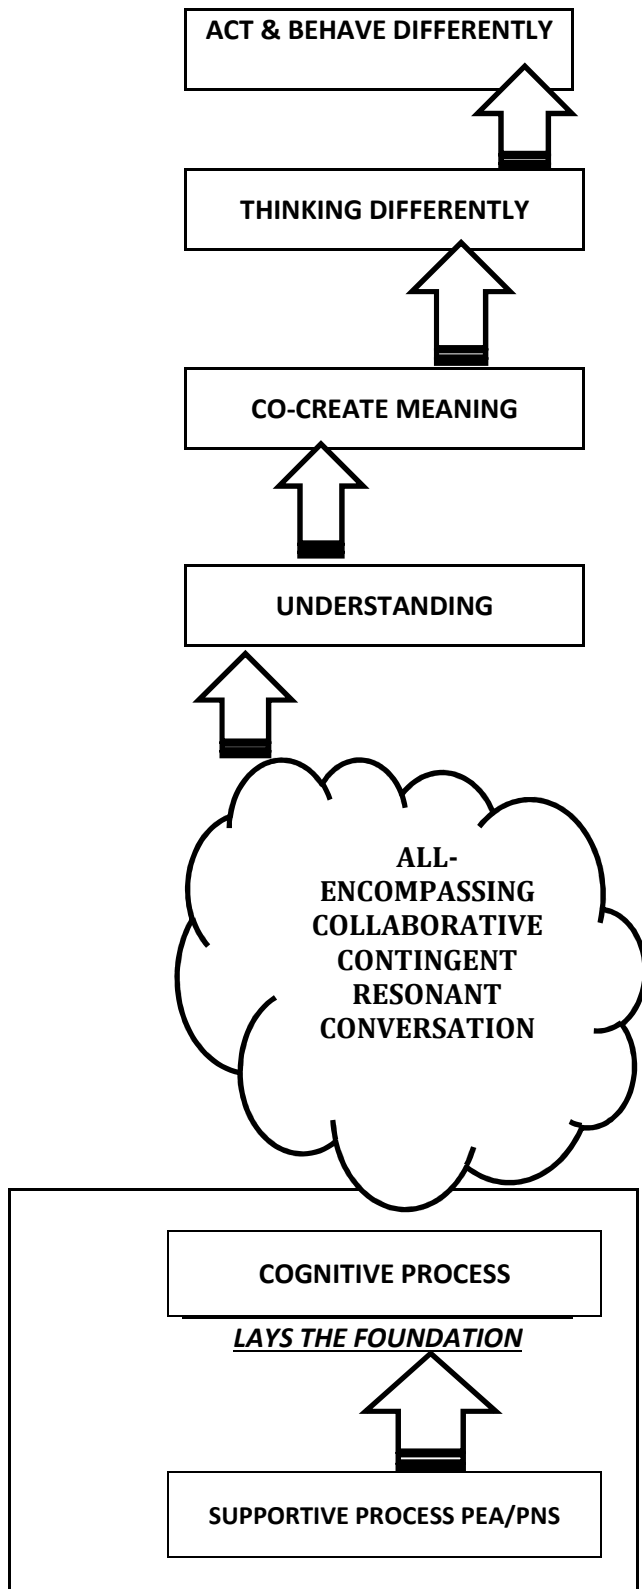 ACT & BEHAVE DIFFERENTLY
THINKING DIFFERENTLY
CO-CREATE MEANING
UNDERSTANDING
ALL-
ENCOMPASSING
COLLABORATIVE
CONTINGENT
RESONANT
CONVERSATION
COGNITIVE PROCESS
LAYS THE FOUNDATION
SUPPORTIVE PROCESS PEA/PNS